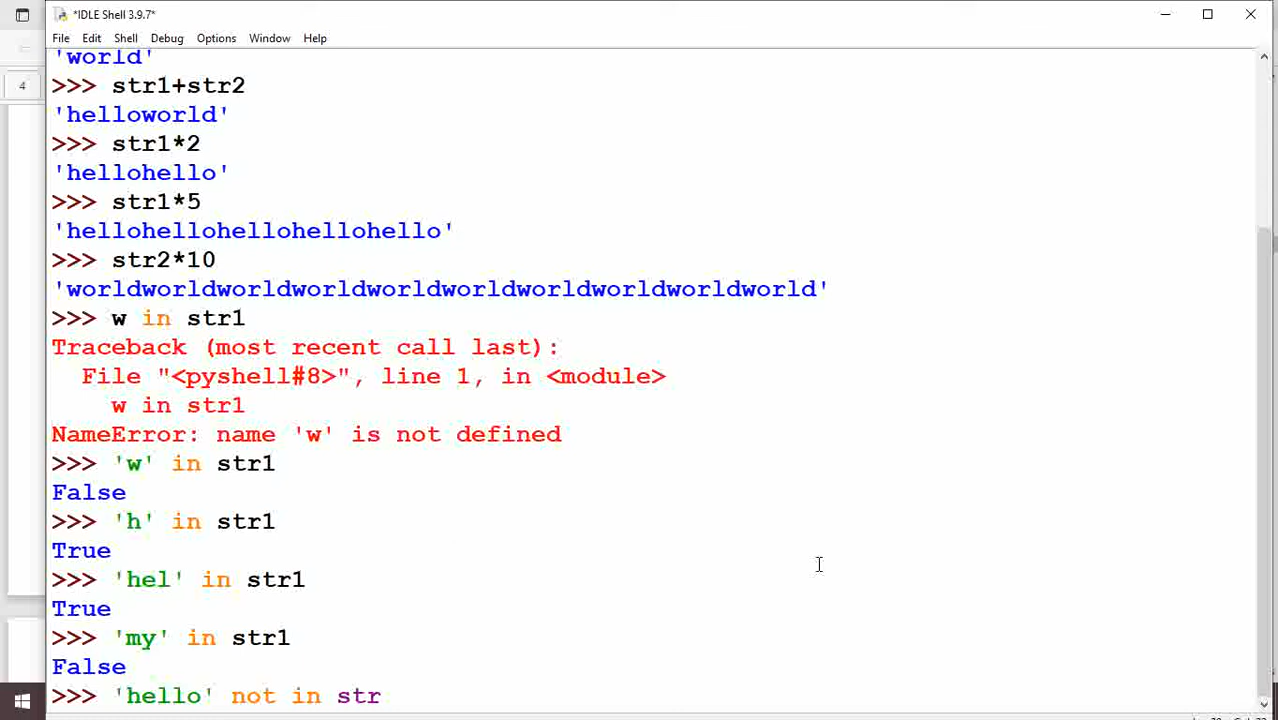 *IDLE Shell 3.9.7*
File Edit Shell Debug Options Window Help
'world'
>>> str1+str2
'helloworld'
>>> str1*2
'hellohello'
>>> str1*5
'hellohellohellohellohello'
>>> str2*10
'worldworldworldworldworldworldworldworldworldworld'
>>> w in str1
Traceback (most recent call last):
  File "<pyshell#8>", line 1, in <module>
    w in str1
NameError: name 'w' is not defined
>>> 'w' in str1
False
>>> 'h' in str1
True
>>> 'hel' in str1
True
>>> 'my' in str1
False
>>> 'hello' not in str
4